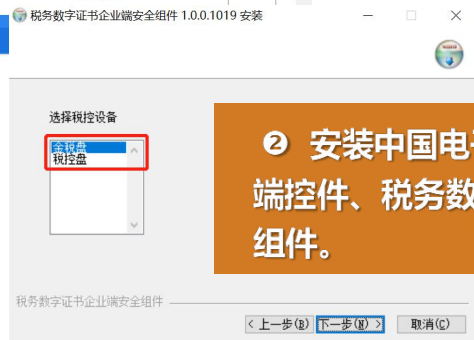 税务数字证书企业端安全组件 1.0.0.1019 安装
选择税控设备
金税盘
税控盘
❷ 安装中国电
端控件、税务数
组件。
税务数字证书企业端安全组件
< 上一步(B) 下一步(N) > 取消(C)